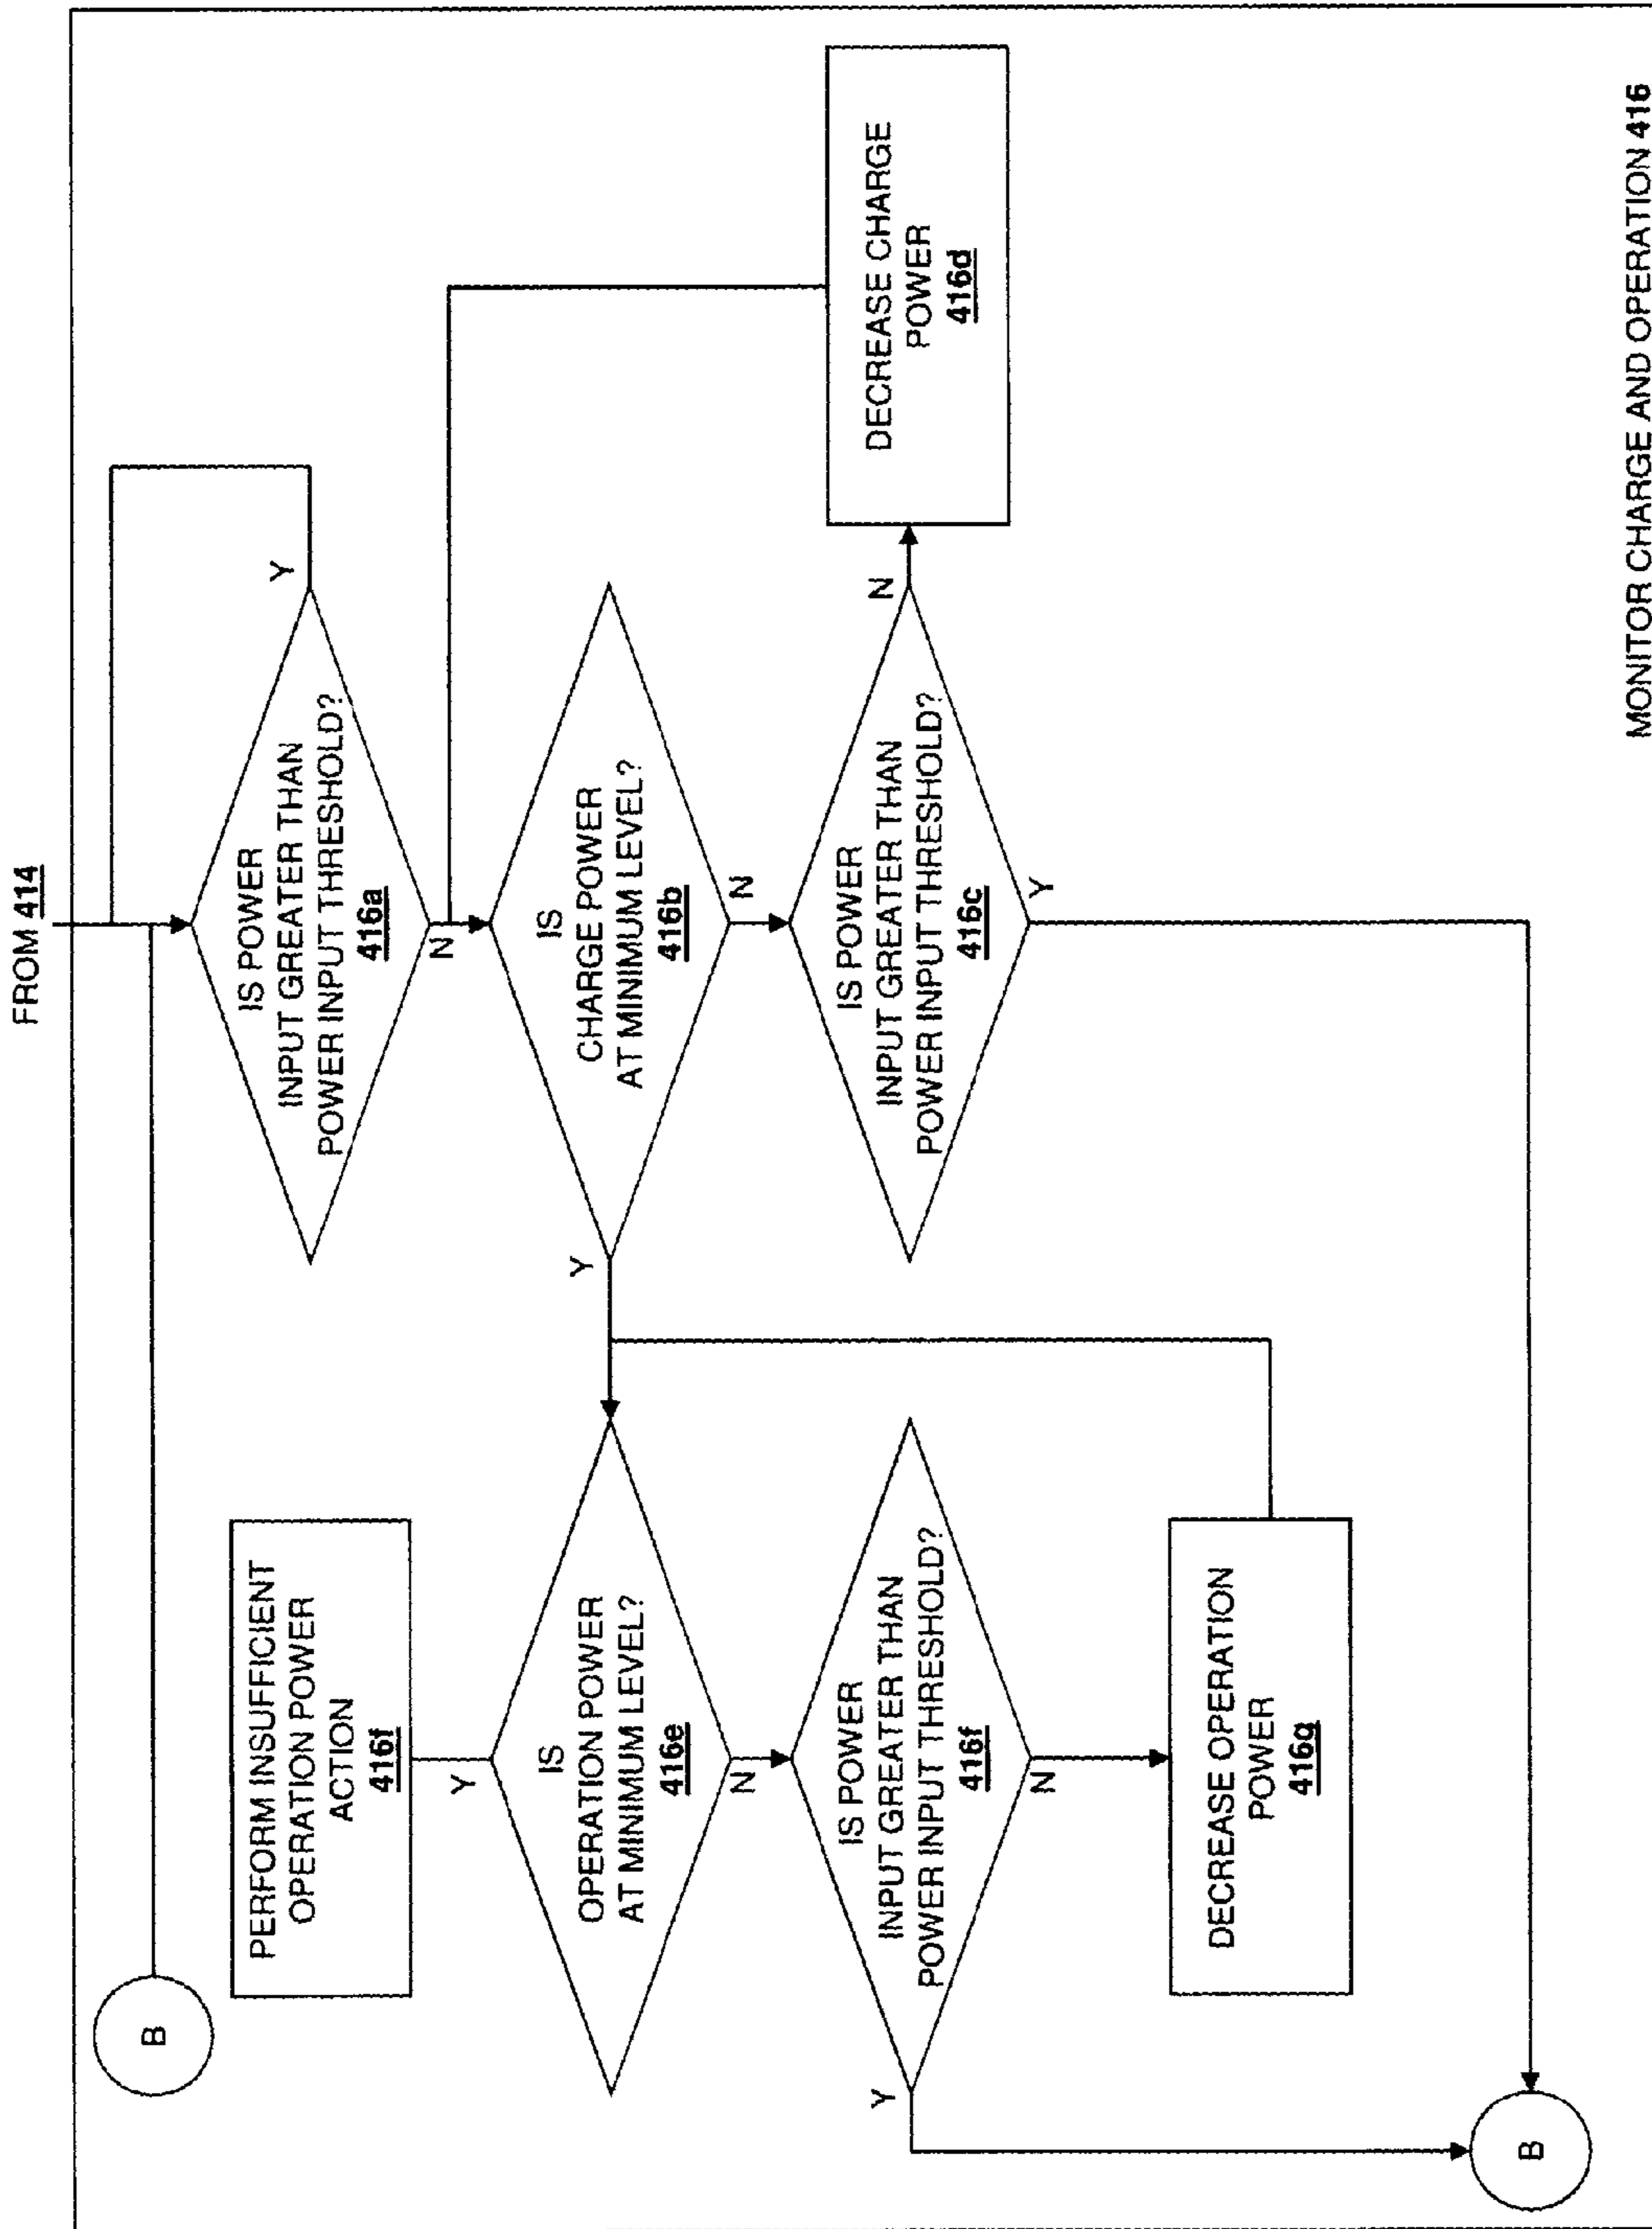 FROM 414
B
IS POWER
INPUT GREATER THAN
POWER INPUT THRESHOLD?
416a
Y
N
PERFORM INSUFFICIENT
OPERATION POWER
ACTION
416f
Y
IS
OPERATION POWER
AT MINIMUM LEVEL?
416e
N
Y
IS
CHARGE POWER
AT MINIMUM LEVEL?
416b
N
Y
IS POWER
INPUT GREATER THAN
POWER INPUT THRESHOLD?
416f
N
IS POWER
INPUT GREATER THAN
POWER INPUT THRESHOLD?
416c
N
Y
DECREASE CHARGE
POWER
416d
DECREASE OPERATION
POWER
416g
B
MONITOR CHARGE AND OPERATION 416